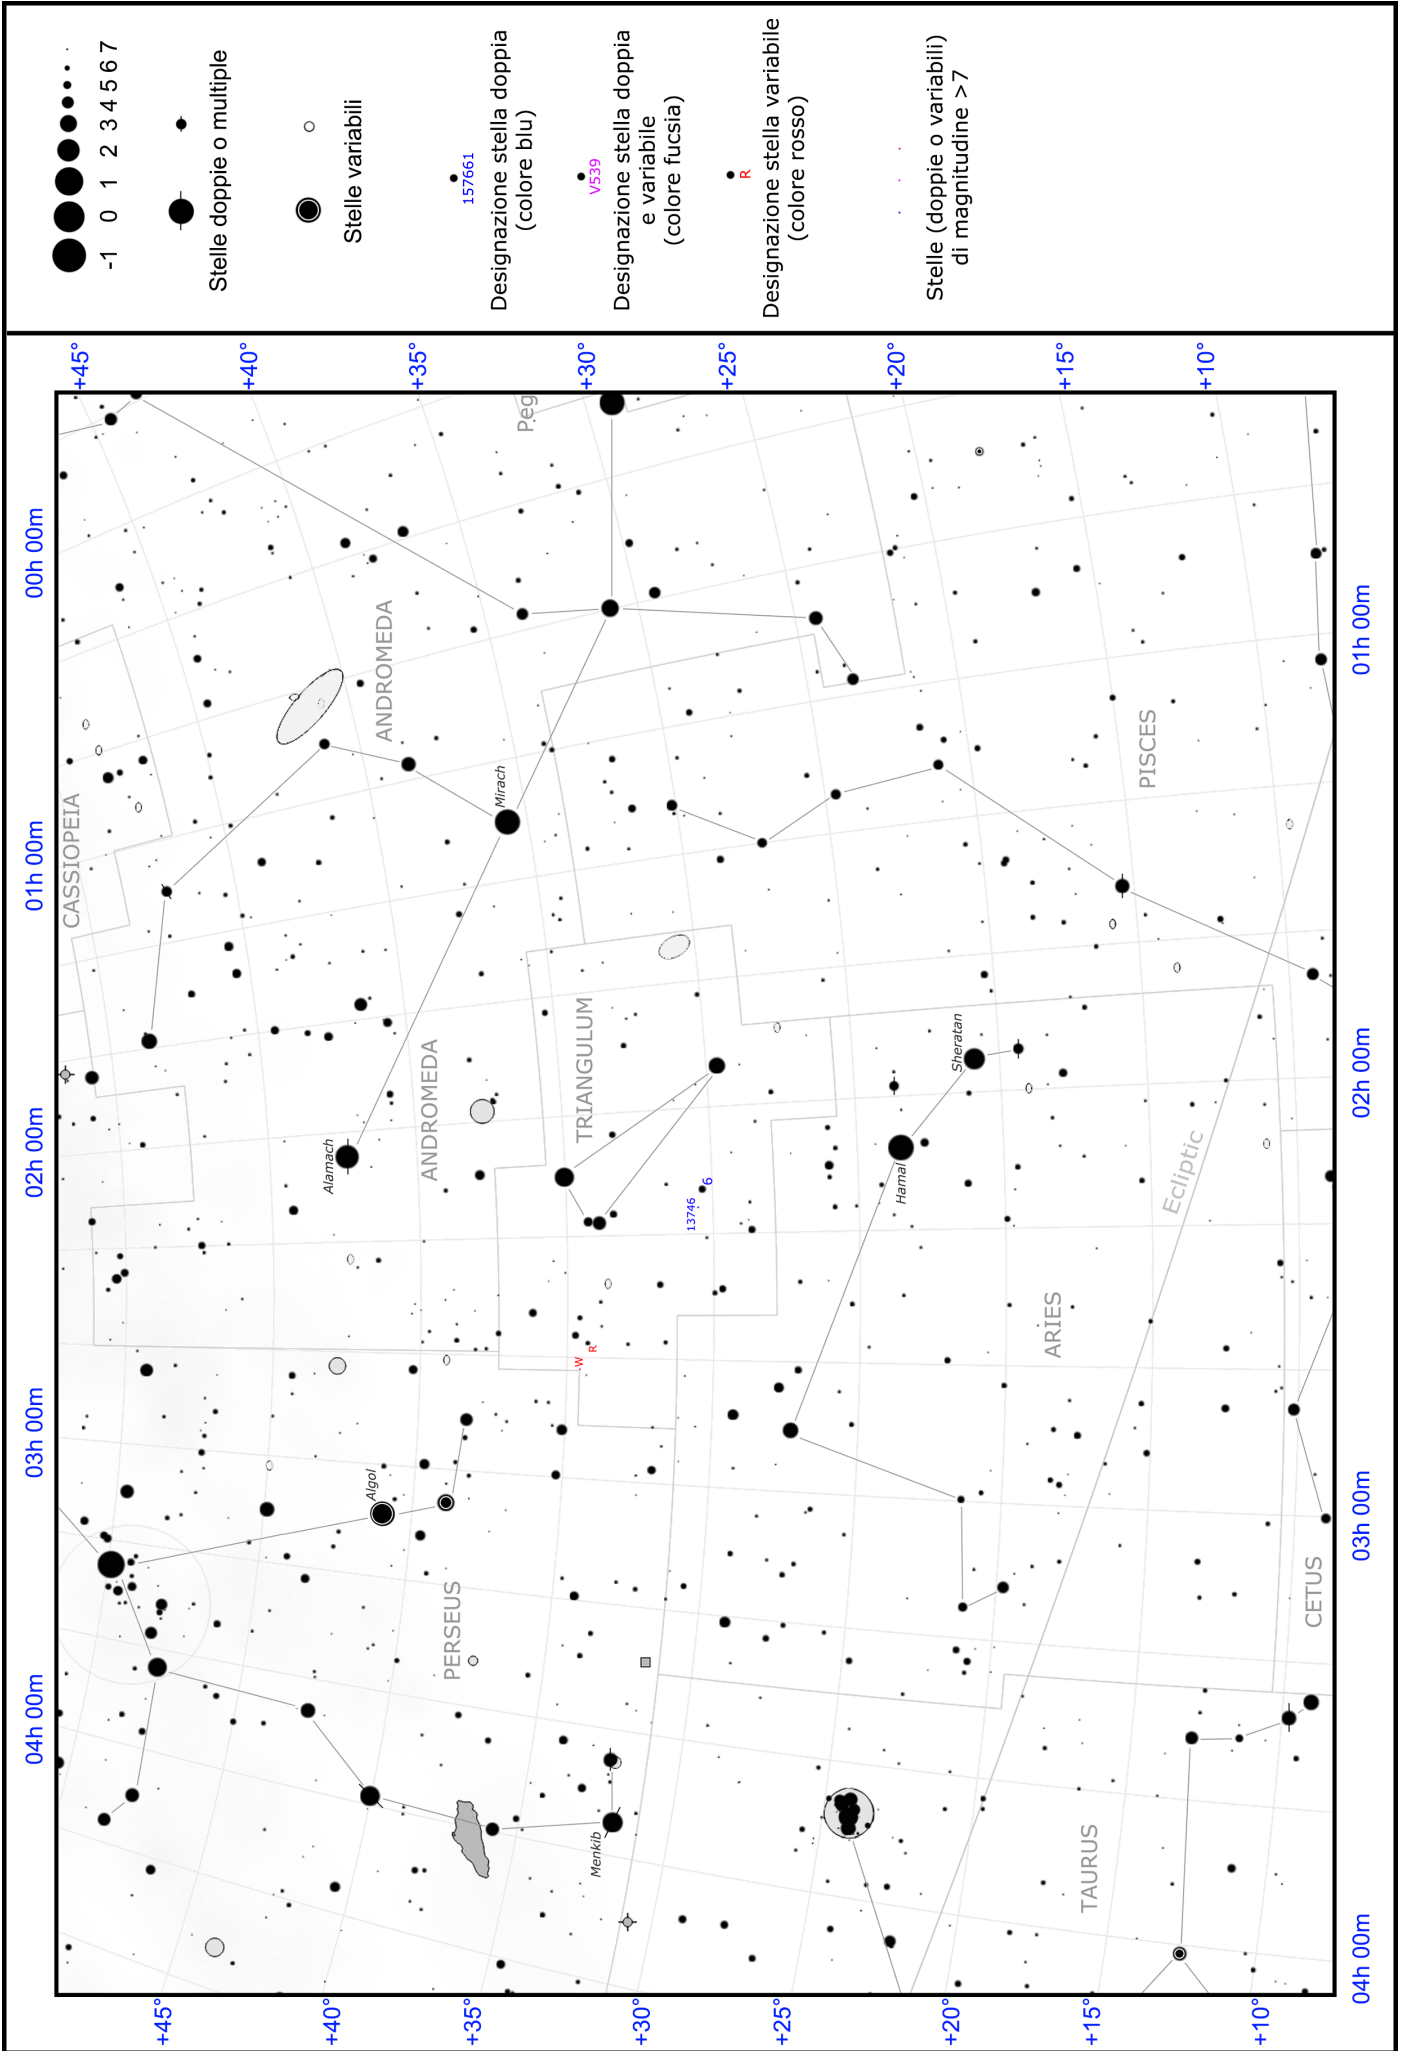 -1 0 1 2 3 4 5 6 7
Stelle doppie o multiple
Stelle variabili
157661
Designazione stella doppia
(colore blu)
V539
Designazione stella doppia
e variabile
(colore fucsia)
R
Designazione stella variabile
(colore rosso)
Stelle (doppie o variabili)
di magnitudine >7
+45°
+40°
+35°
+30°
+25°
+20°
+15°
+10°
04h 00m
03h 00m
02h 00m
01h 00m
00h 00m
CASSIOPEIA
Alamach
Algol
ANDROMEDA
ANDROMEDA
PERSEUS
Mirach
Peg
TRIANGULUM
W
R
Menkib
13746
6
Hamal
Sheratan
ARIES
TAURUS
PISCES
Ecliptic
CETUS
04h 00m
03h 00m
02h 00m
01h 00m
+45°
+40°
+35°
+30°
+25°
+20°
+15°
+10°